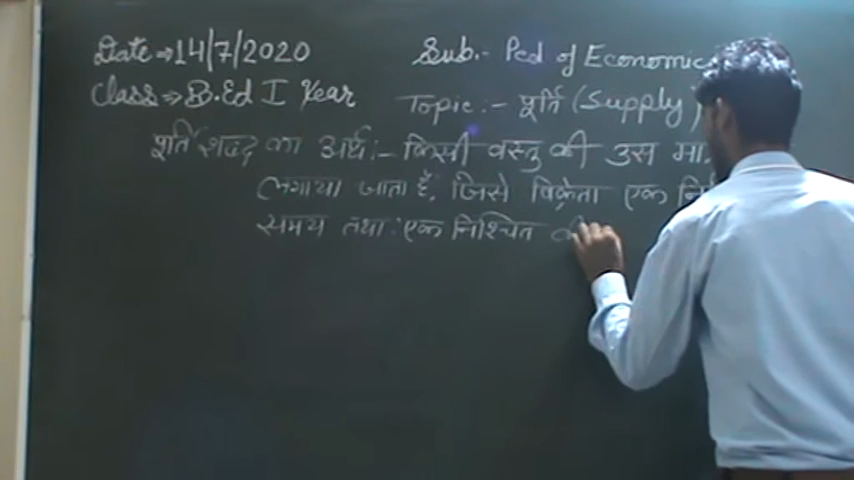 Date → 14/7/2020
Sub.- Ped of Economic
Class ⇒ B.Ed I Year
Topic :- पूर्ति (Supply)
पूर्ति शब्द का अर्थ :- किसी वस्तु की उस
लगाया जाता है, जिसे विक्रेता एक
समय तथा एक निश्चित